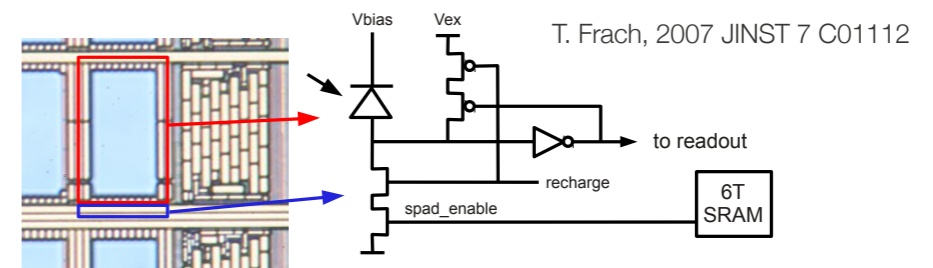 Vbias
Vex
T. Frach, 2007 JINST 7 C01112
to readout
recharge
spad_enable
6T
SRAM